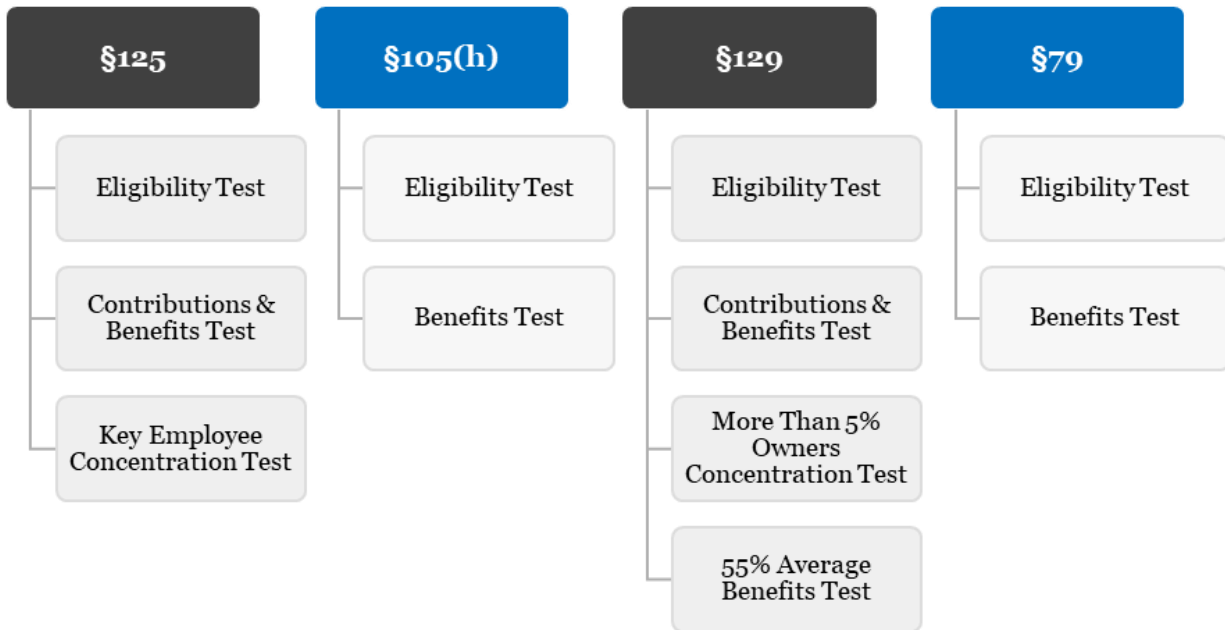 §125
Eligibility Test
Contributions &
Benefits Test
Key Employee
Concentration Test
§105(h)
Eligibility Test
Benefits Test
§129
Eligibility Test
Contributions &
Benefits Test
More Than 5%
Owners
Concentration Test
55% Average
Benefits Test
§79
Eligibility Test
Benefits Test